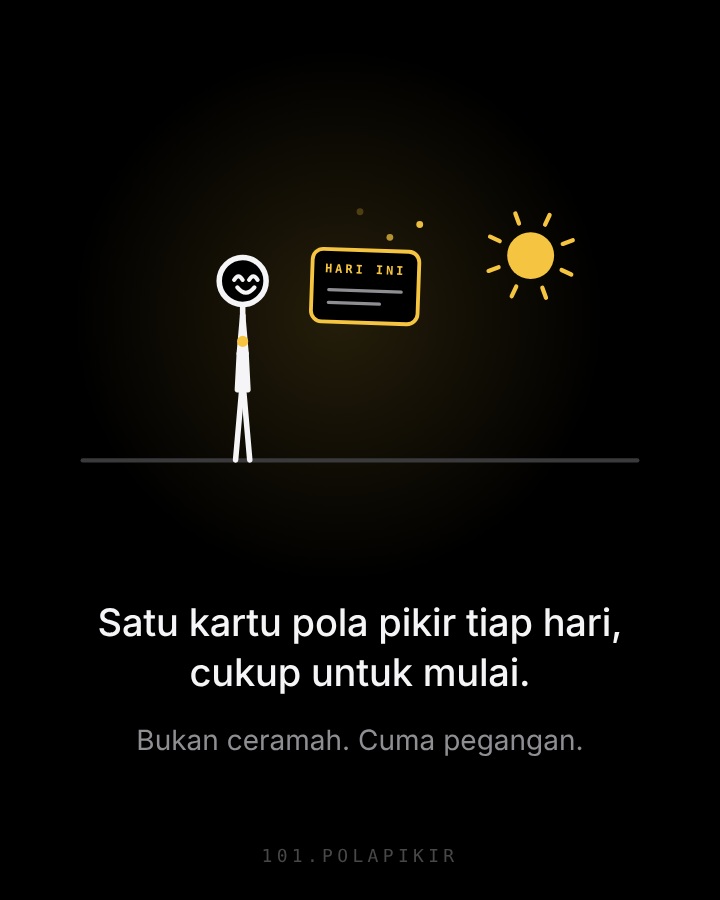 HARI INI
Satu kartu pola pikir tiap hari,
cukup untuk mulai.
Bukan ceramah. Cuma pegangan.
101.POLAPIKIR